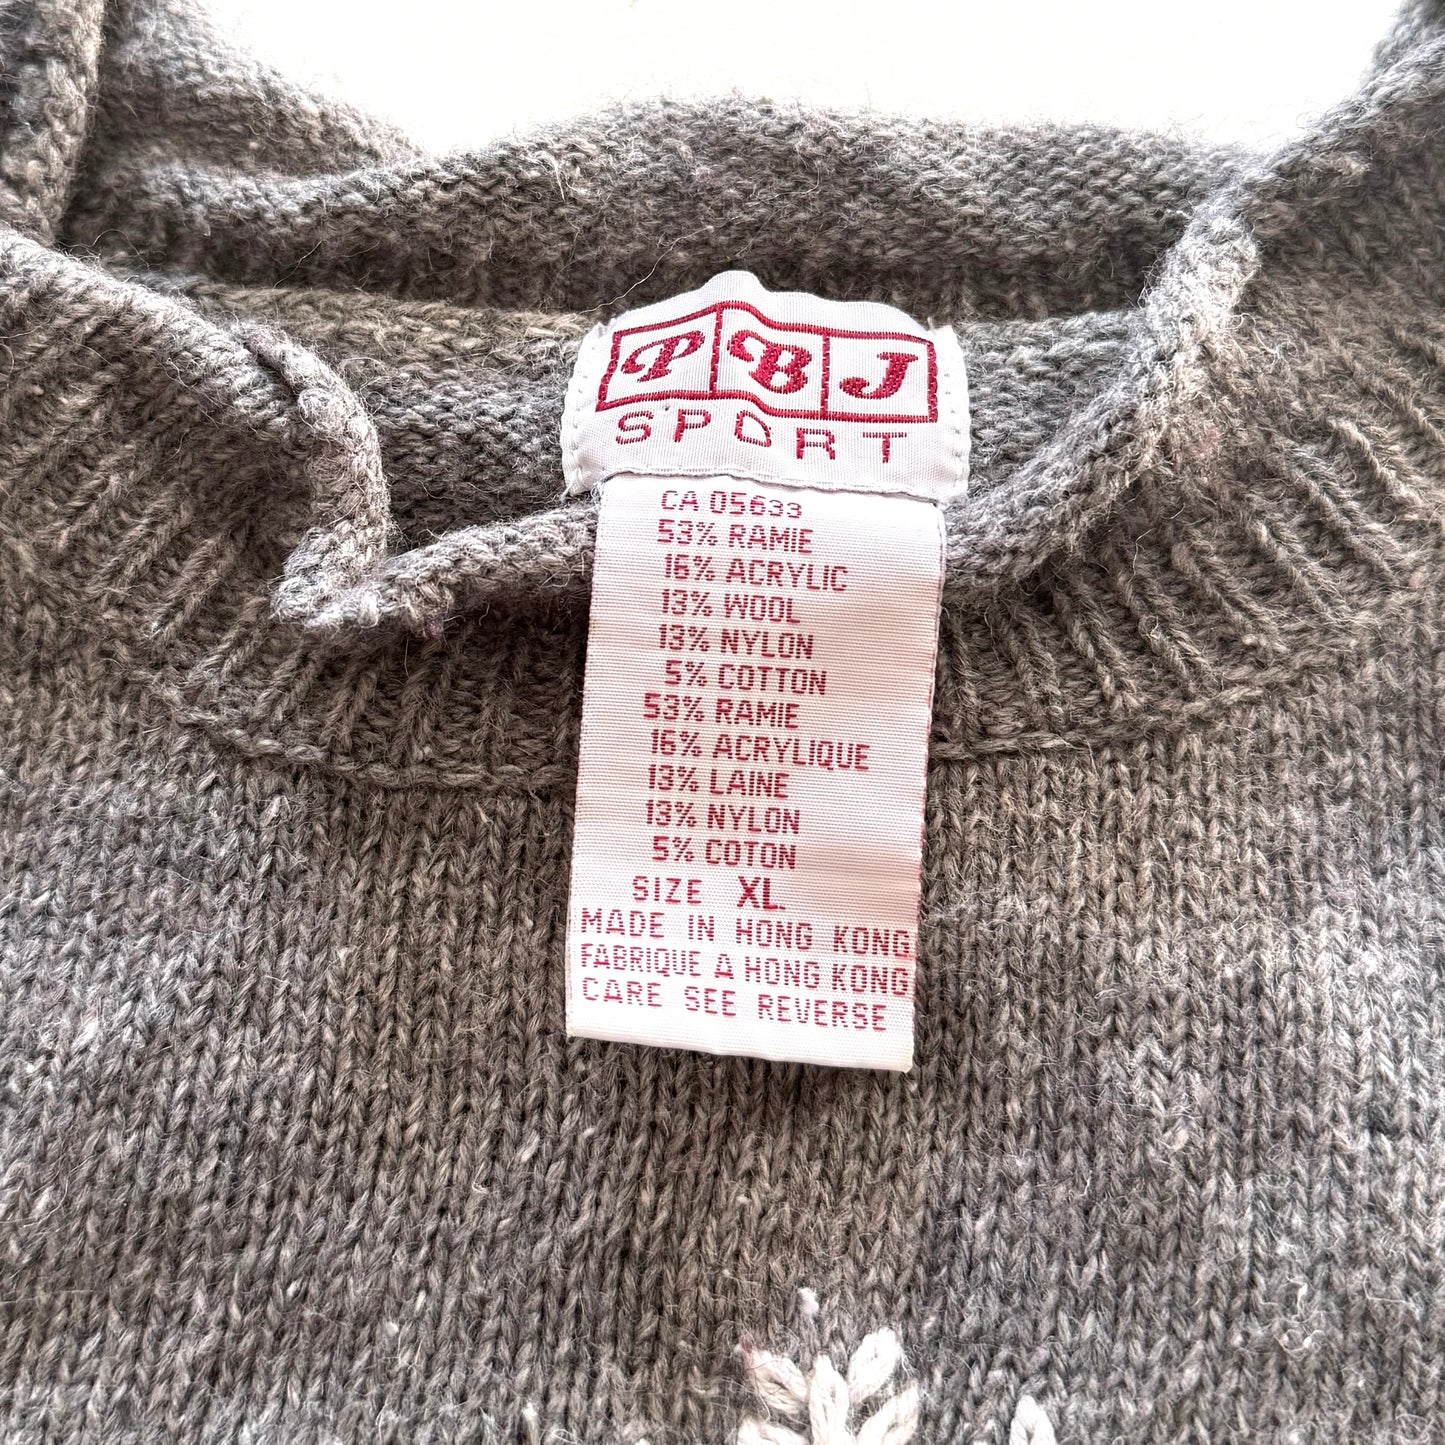 PBJ
SPORT
CA 05633
53% RAMIE
16% ACRYLIC
13% WOOL
13% NYLON
5% COTTON
53% RAMIE
16% ACRYLIQUE
13% LAINE
13% NYLON
5% COTON
SIZE XL
MADE IN HONG KONG
FABRIQUE A HONG KONG
CARE SEE REVERSE